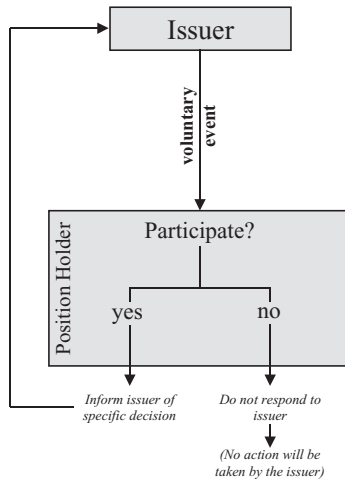 Issuer
voluntary
event
Position Holder
Participate?
yes
no
Inform issuer of
specific decision
Do not respond to
issuer
(No action will be
taken by the issuer)